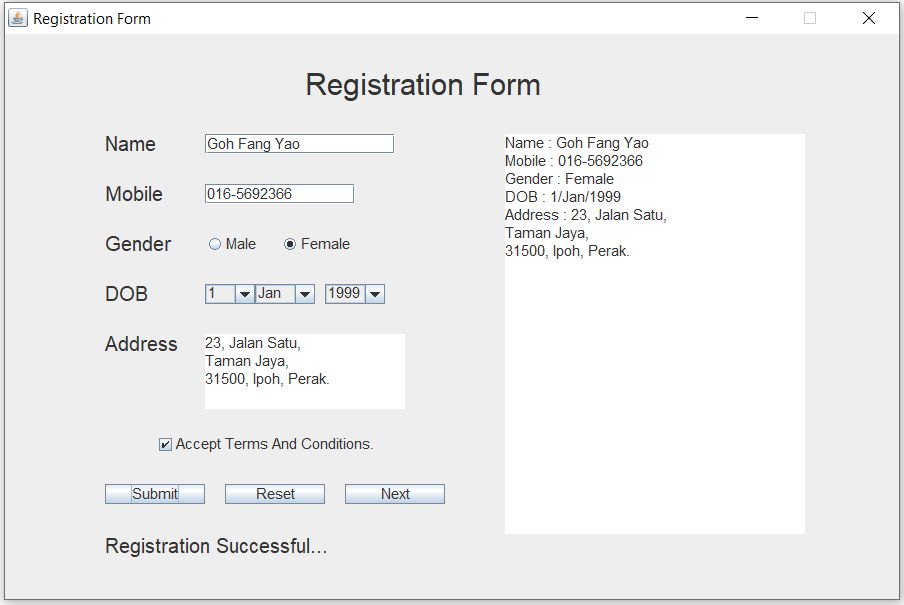 Registration Form
Registration Form
Name Goh Fang Yao
Mobile 016-5692366
Gender Male Female
DOB 1 Jan 1999
Address 23, Jalan Satu,
Taman Jaya,
31500, Ipoh, Perak.
Accept Terms And Conditions.
Submit Reset Next
Registration Successful...
Name : Goh Fang Yao
Mobile : 016-5692366
Gender : Female
DOB : 1/Jan/1999
Address : 23, Jalan Satu,
Taman Jaya,
31500, Ipoh, Perak.